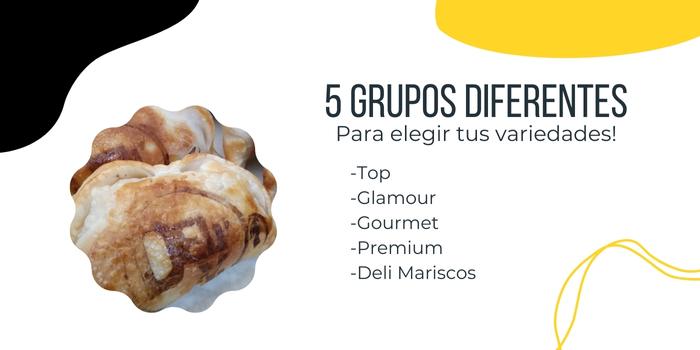 5 GRUPOS DIFERENTES
Para elegir tus variedades!
-Top
-Glamour
-Gourmet
-Premium
-Deli Mariscos